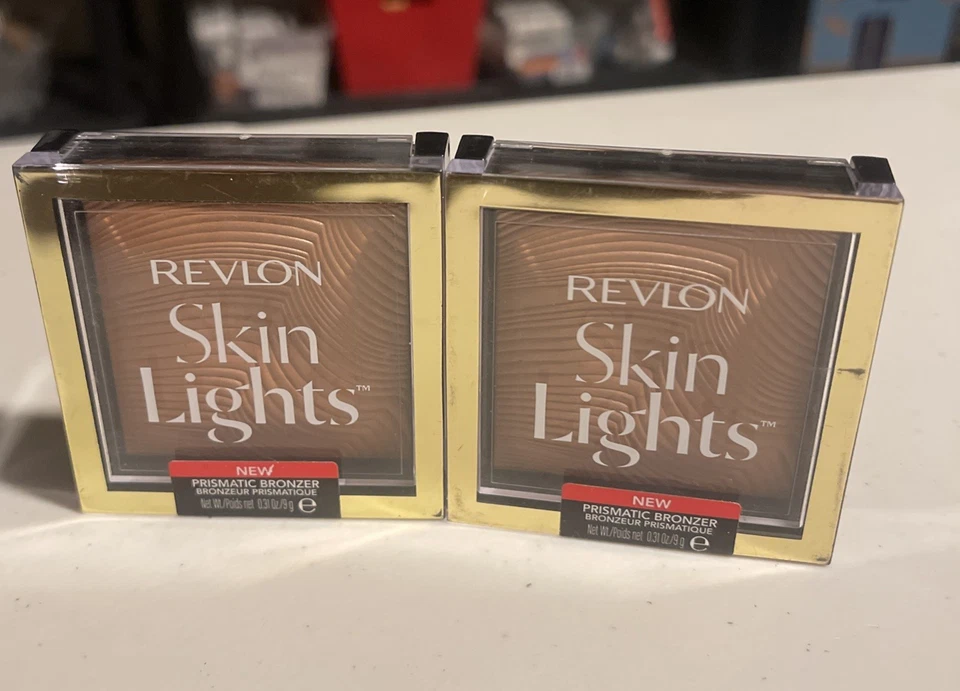 REVLON
Skin
Lights™
NEW
PRISMATIC BRONZER
BRONZEUR PRISMATIQUE
Net Wt./Poids net 0.31 Oz/9 g e
REVLON
Skin
Lights™
NEW
PRISMATIC BRONZER
BRONZEUR PRISMATIQUE
Net Wt./Poids net 0.31 Oz/9 g e